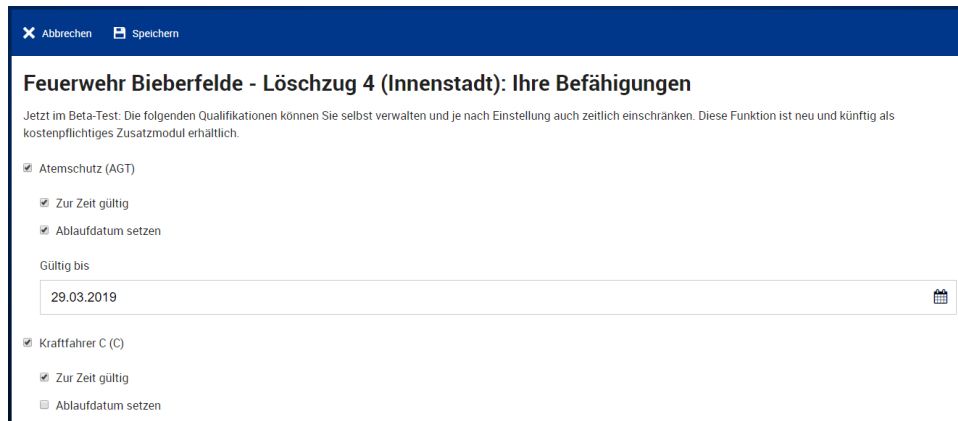 Abbrechen Speichern
Feuerwehr Bieberfelde - Löschzug 4 (Innenstadt): Ihre Befähigungen
Jetzt im Beta-Test: Die folgenden Qualifikationen können Sie selbst verwalten und je nach Einstellung auch zeitlich einschränken. Diese Funktion ist neu und künftig als
kostenpflichtiges Zusatzmodul erhältlich.
Atemschutz (AGT)
Zur Zeit gültig
Ablaufdatum setzen
Gültig bis
29.03.2019
Kraftfahrer C (C)
Zur Zeit gültig
Ablaufdatum setzen